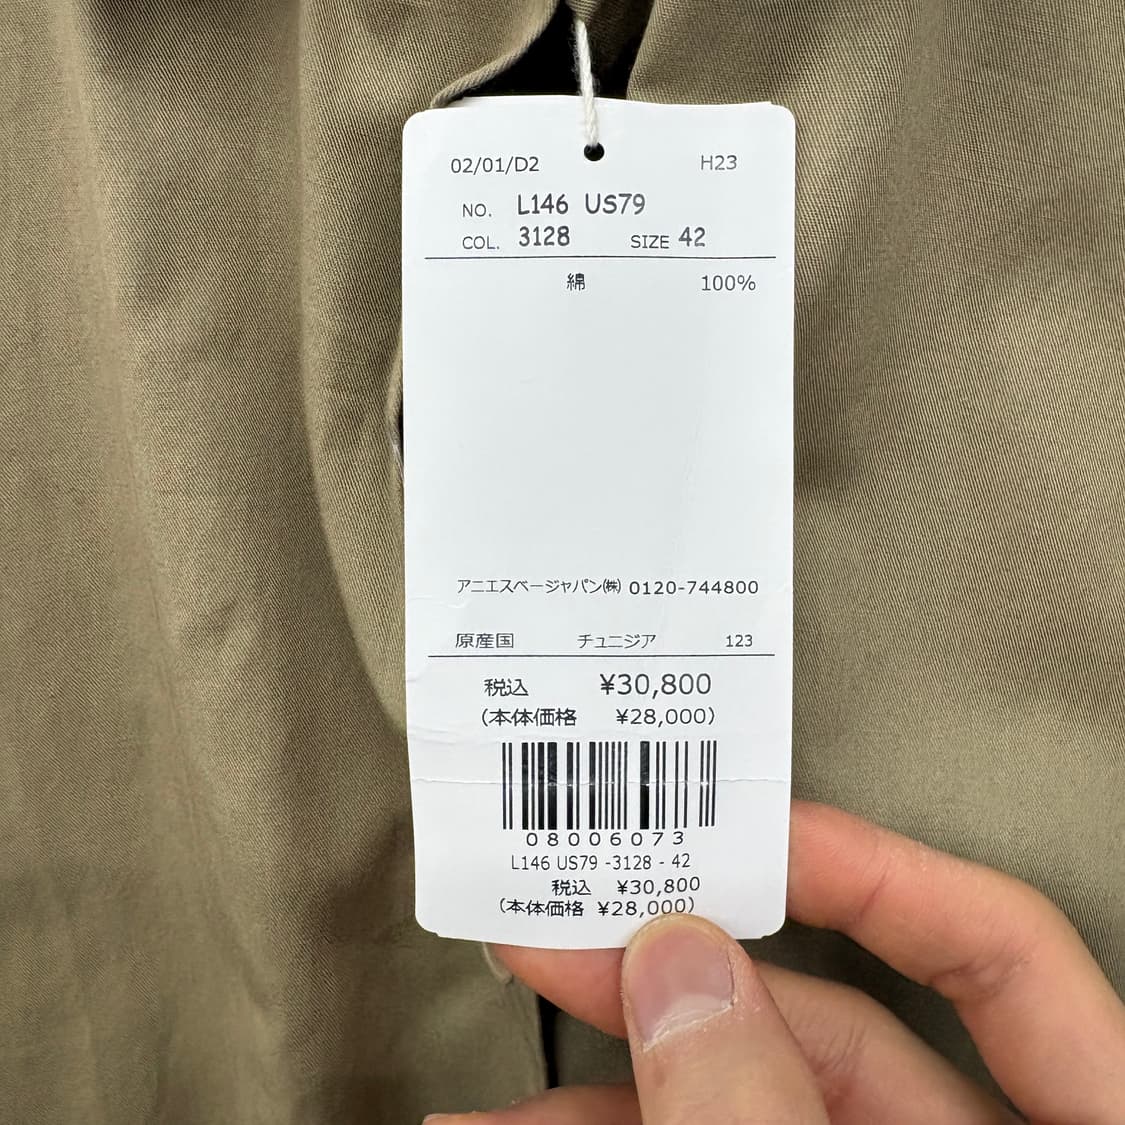 02/01/D2 H23
NO. L146 US79
COL. 3128 SIZE 42
綿 100%
アニエスベージャパン㈱ 0120-744800
原産国 チュニジア 123
税込 ¥30,800
(本体価格 ¥28,000)
08006073
L146 US79 -3128 - 42
税込 ¥30,800
(本体価格 ¥28,000)